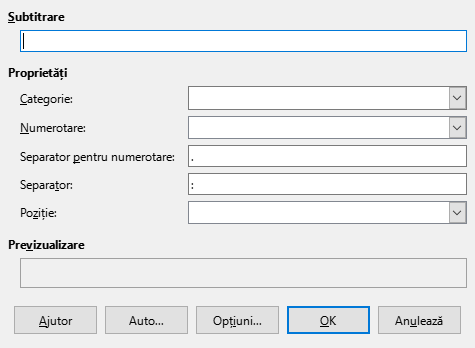 Subtitrare
Proprietăți
Categorie:
Numerotare:
Separator pentru numerotare: .
Separator: :
Poziție:
Previzualizare
Ajutor Auto... Opțiuni... OK Anulează